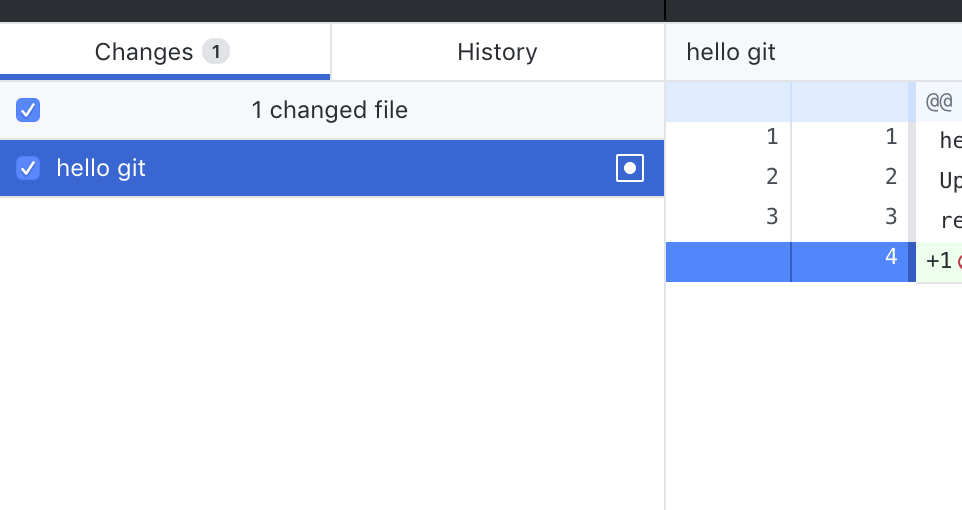 Changes 1
History
hello git
1 changed file
hello git
@@
1 1 he
2 2 Up
3 3 re
4 +1